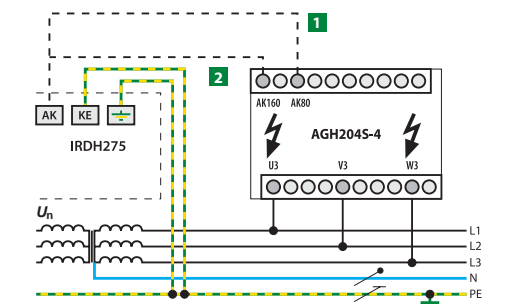 1
2
AK160 AK80
AK KE
AGH204S-4
IRDH275
U3 V3 W3
Un
L1
L2
L3
N
PE